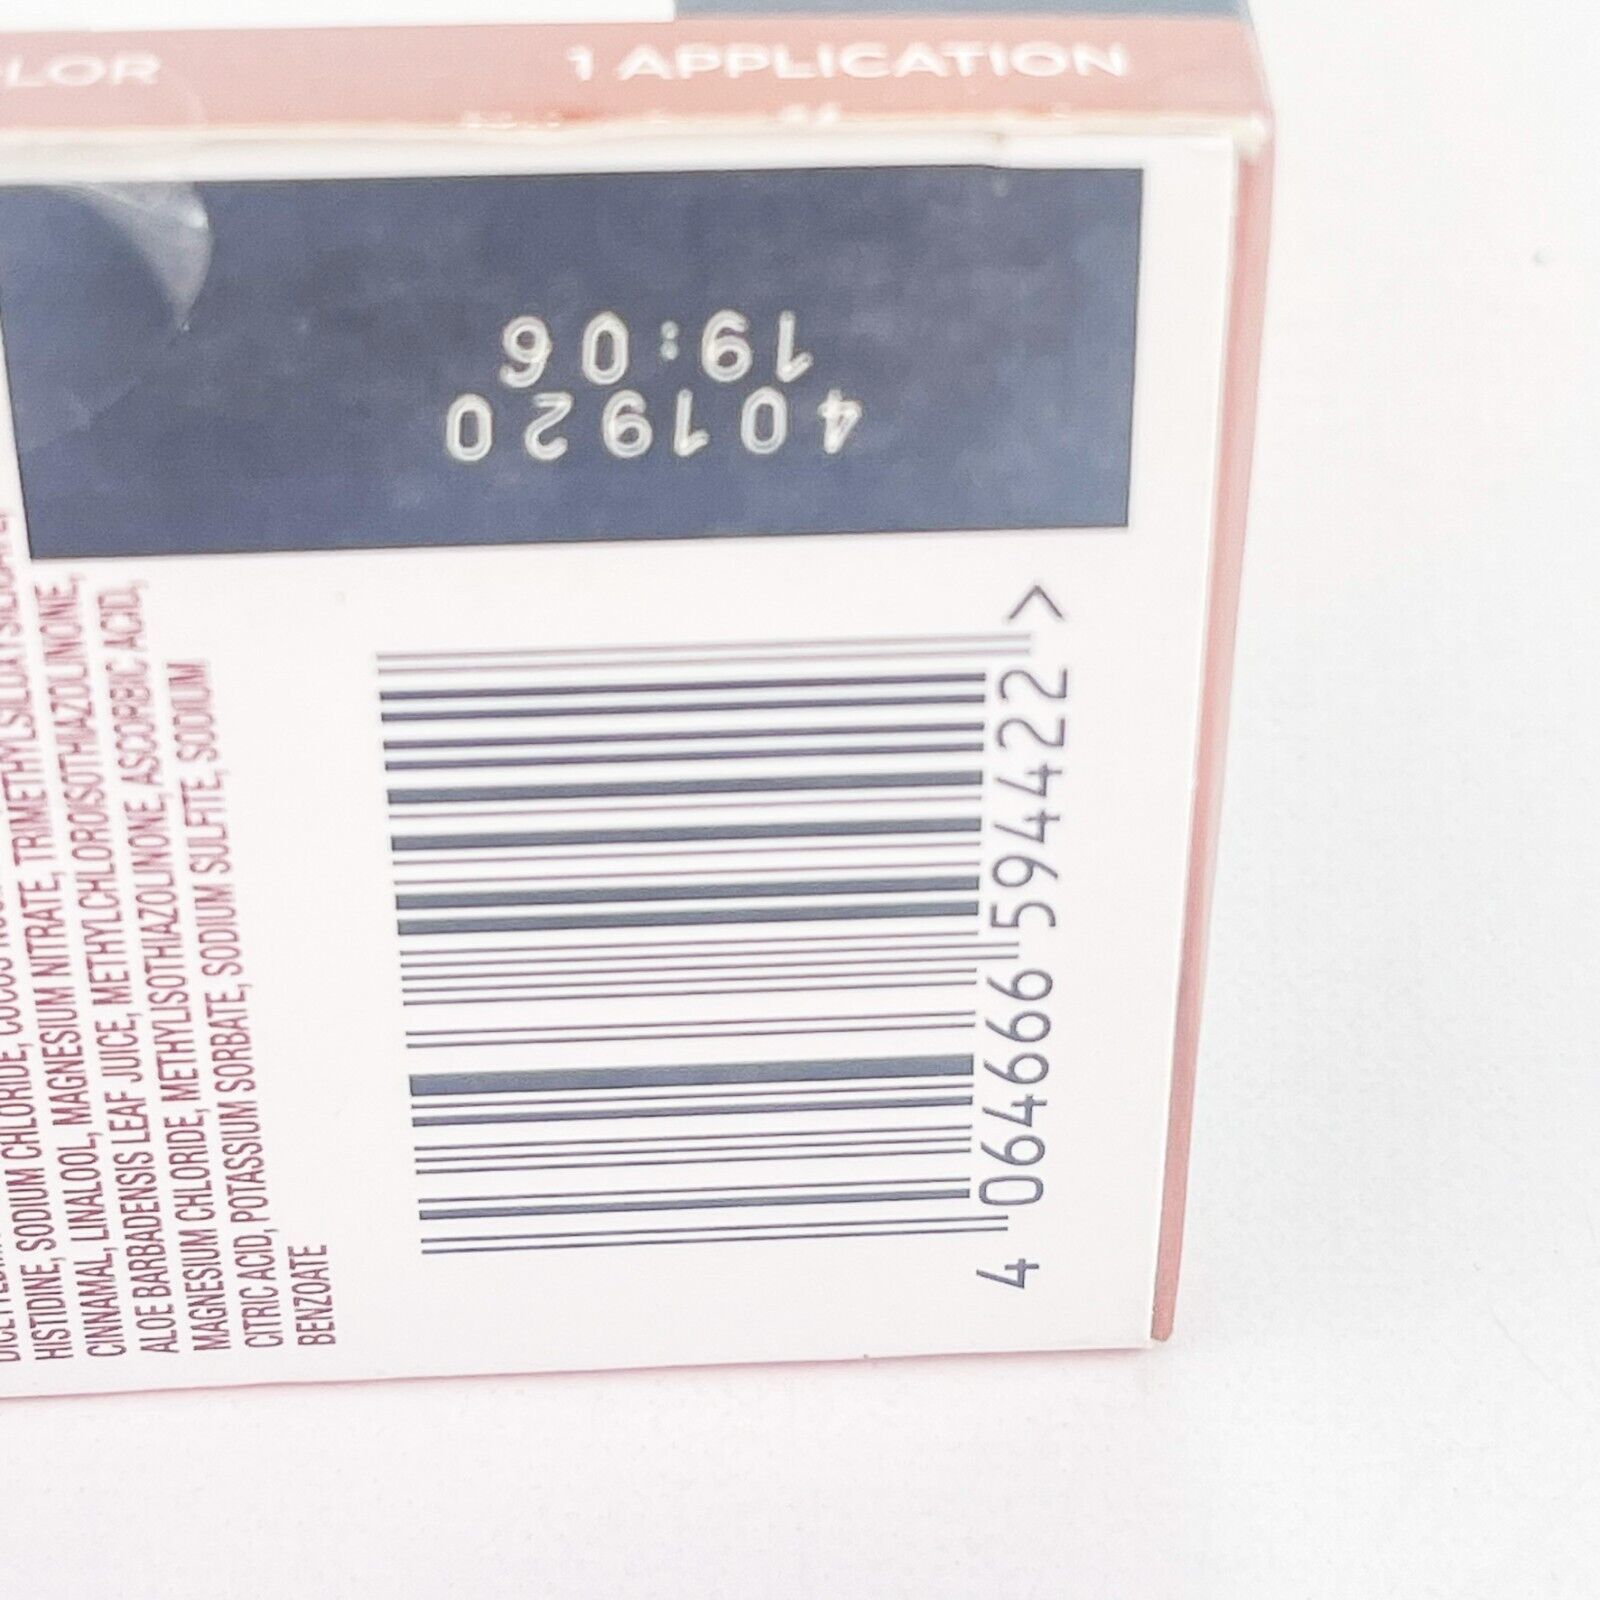 LOR
1 APPLICATION
401920
19:06
HISTIDINE, SODIUM CHLORIDE,
CINNAMAL, LINALOOL, MAGNESIUM NITRATE, TRIMETHYLSILOXYSILICATE,
ALOE BARBADENSIS LEAF JUICE, METHYLCHLOROISOTHIAZOLINONE,
MAGNESIUM CHLORIDE, METHYLISOTHIAZOLINONE, ASCORBIC ACID,
CITRIC ACID, POTASSIUM SORBATE, SODIUM SULFITE, SODIUM
BENZOATE
4 064666 594422 >